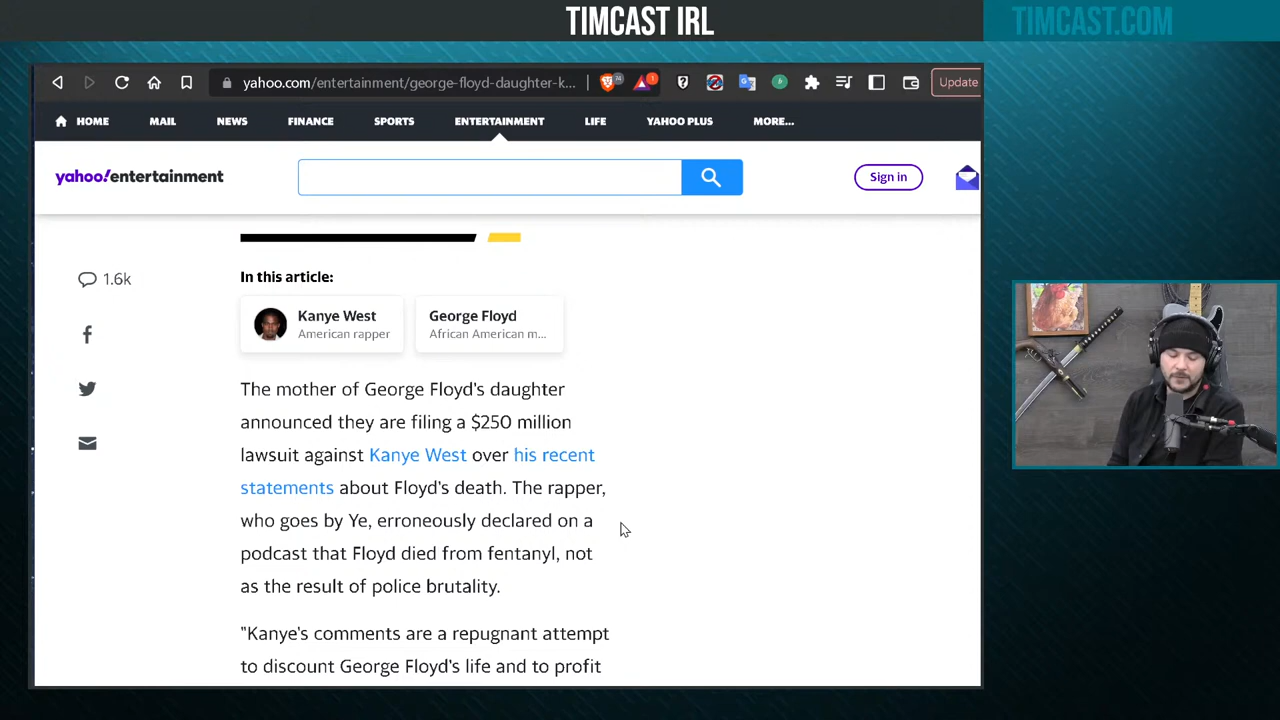 TIMCAST IRL
TIMCAST.COM
yahoo.com/entertainment/george-floyd-daughter-k...
74
1
Update
HOME MAIL NEWS FINANCE SPORTS ENTERTAINMENT LIFE YAHOO PLUS MORE...
yahoo!entertainment
Sign in
In this article:
1.6k
Kanye West
American rapper
George Floyd
African American m...
The mother of George Floyd's daughter
announced they are filing a $250 million
lawsuit against Kanye West over his recent
statements about Floyd's death. The rapper,
who goes by Ye, erroneously declared on a
podcast that Floyd died from fentanyl, not
as the result of police brutality.
"Kanye's comments are a repugnant attempt
to discount George Floyd's life and to profit